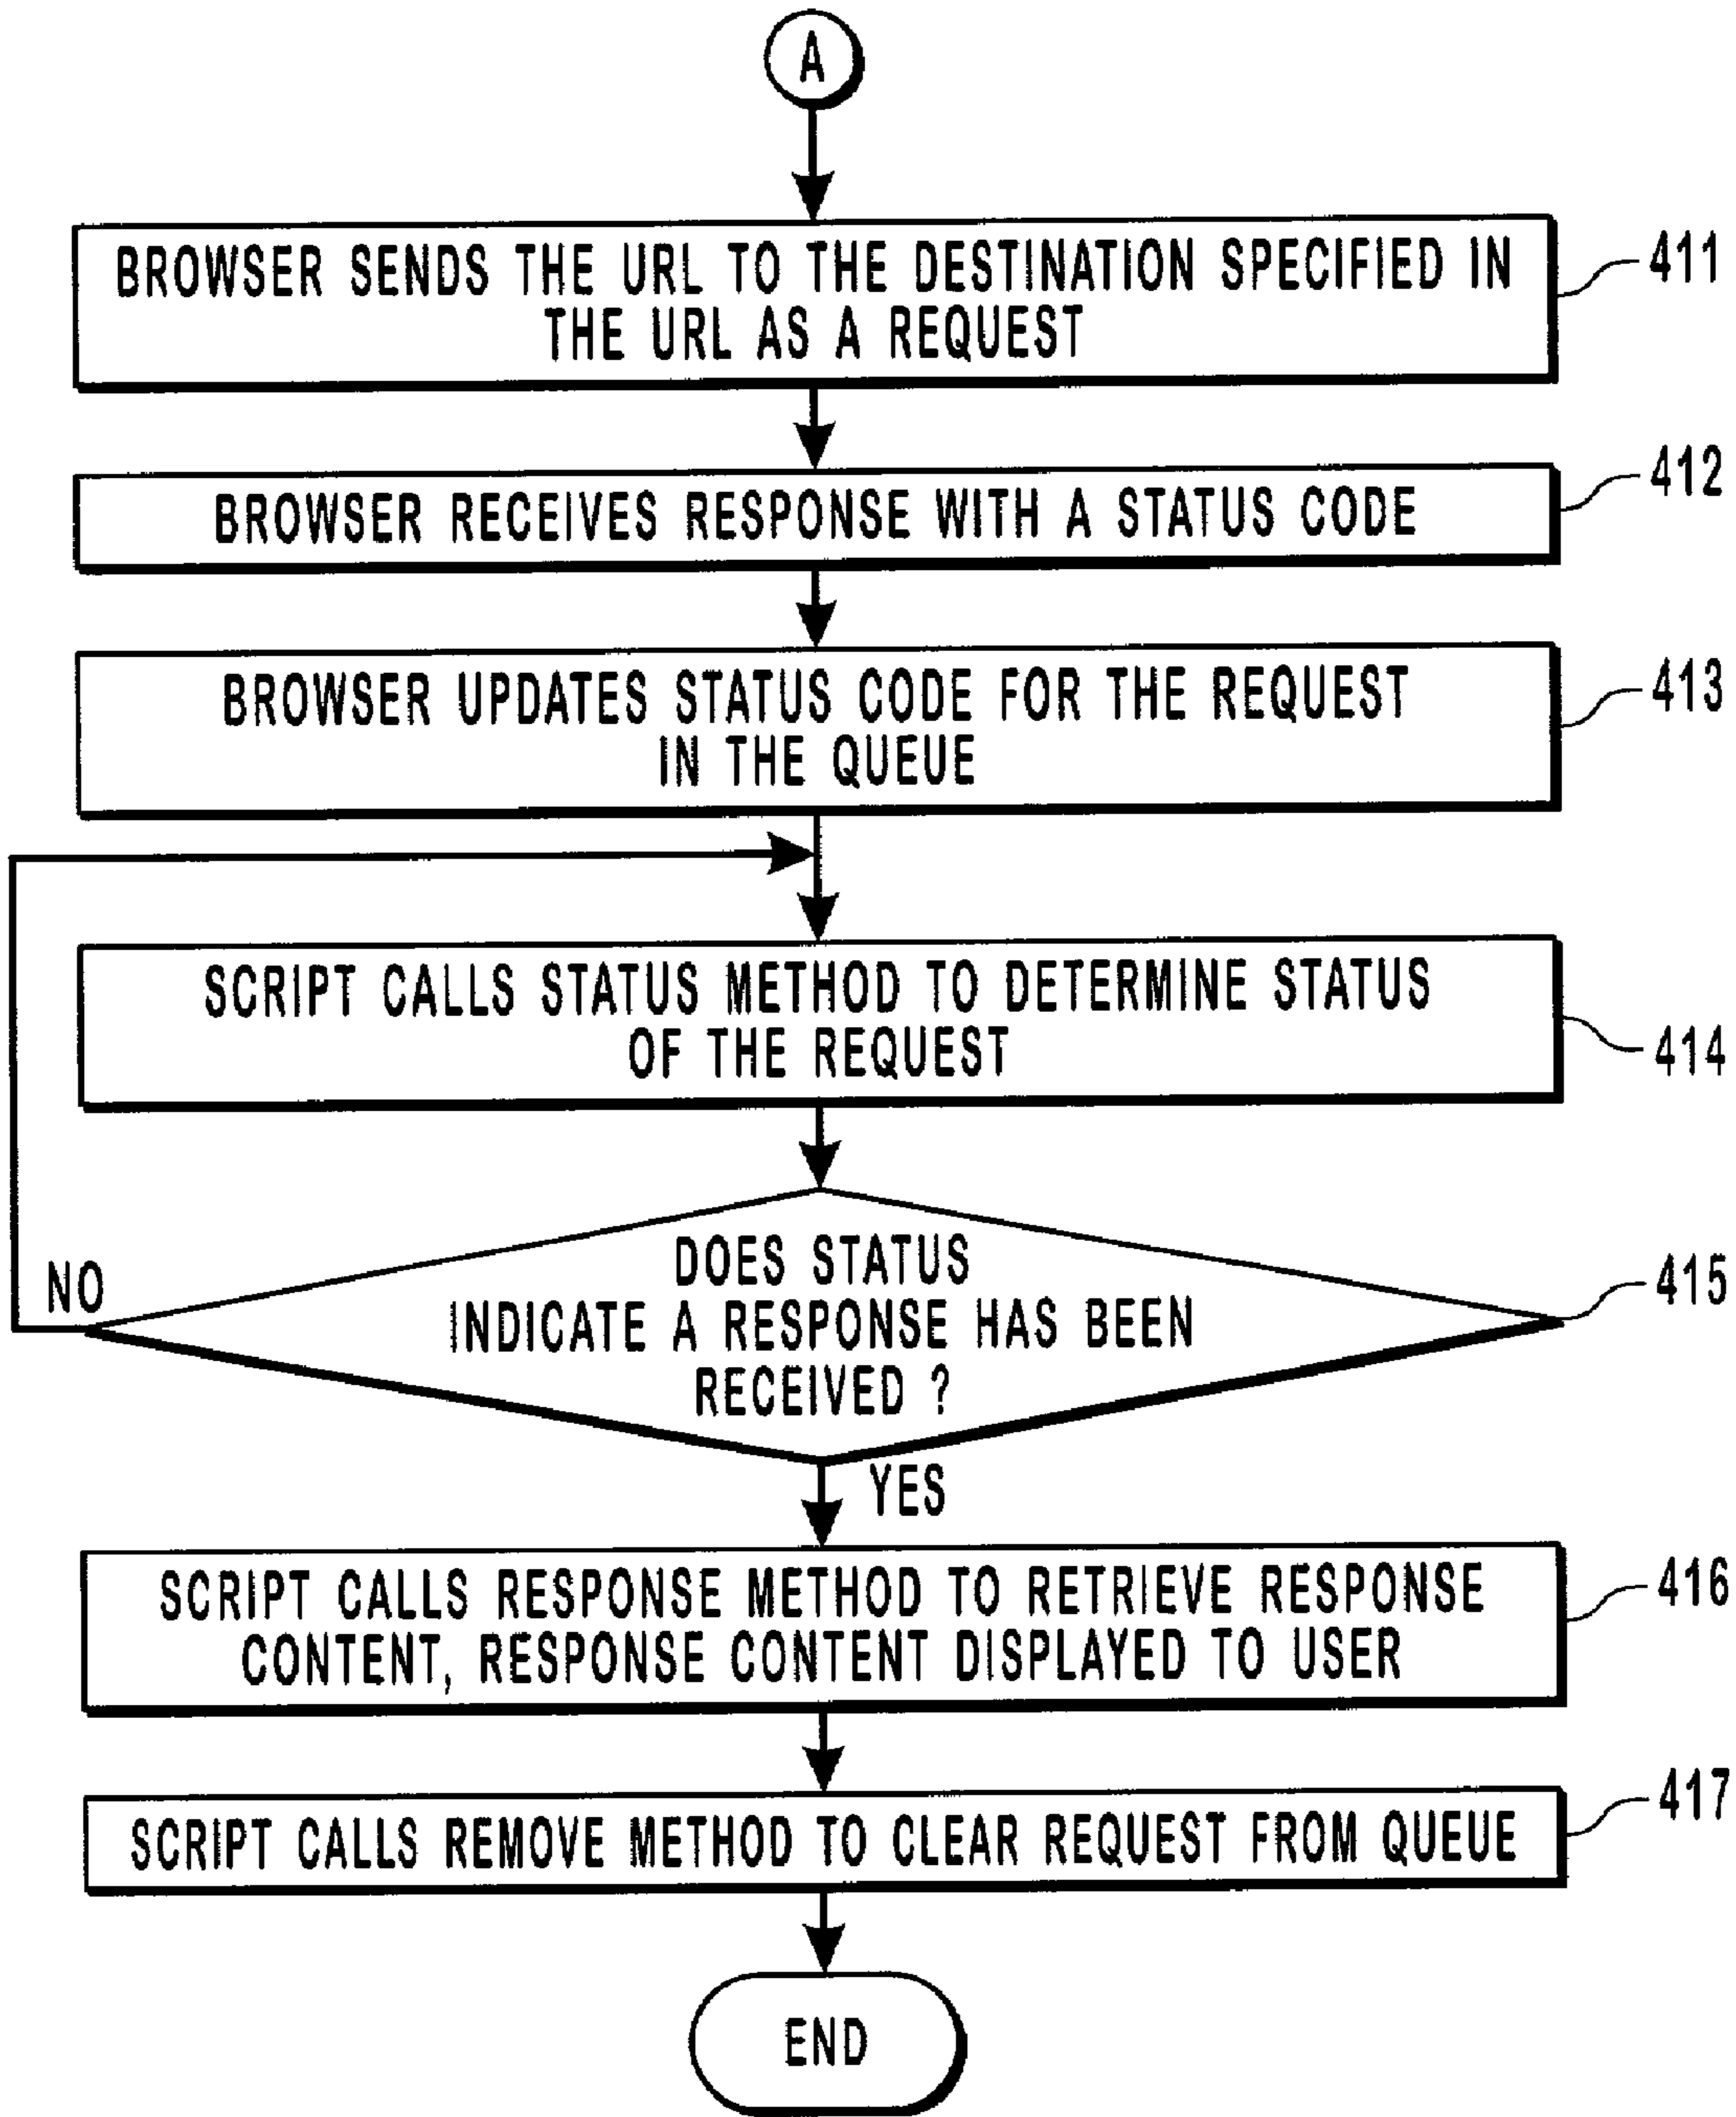 A
BROWSER SENDS THE URL TO THE DESTINATION SPECIFIED IN
THE URL AS A REQUEST
411
BROWSER RECEIVES RESPONSE WITH A STATUS CODE
412
BROWSER UPDATES STATUS CODE FOR THE REQUEST
IN THE QUEUE
413
SCRIPT CALLS STATUS METHOD TO DETERMINE STATUS
OF THE REQUEST
414
DOES STATUS
INDICATE A RESPONSE HAS BEEN
RECEIVED ?
415
NO
YES
SCRIPT CALLS RESPONSE METHOD TO RETRIEVE RESPONSE
CONTENT, RESPONSE CONTENT DISPLAYED TO USER
416
SCRIPT CALLS REMOVE METHOD TO CLEAR REQUEST FROM QUEUE
417
END